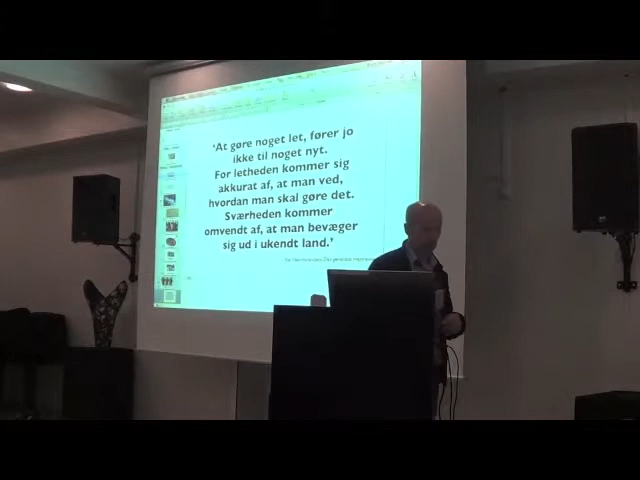 'At gøre noget let, fører jo
ikke til noget nyt.
For letheden kommer sig
akkurat af, at man ved,
hvordan man skal gøre det.
Sværheden kommer
omvendt af, at man bevæger
sig ud i ukendt land.'